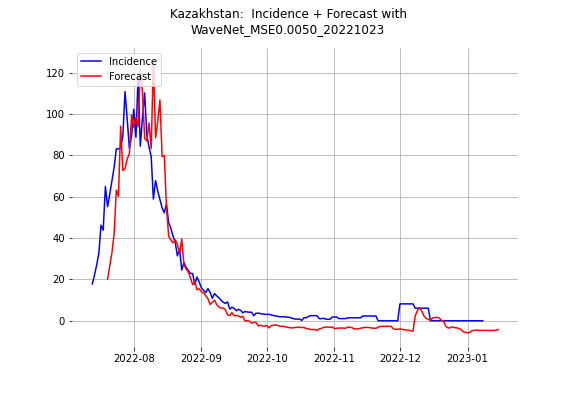 Kazakhstan:  Incidence + Forecast with
WaveNet_MSE0.0050_20221023
Incidence
Forecast
120
100
80
60
40
20
0
2022-08 2022-09 2022-10 2022-11 2022-12 2023-01